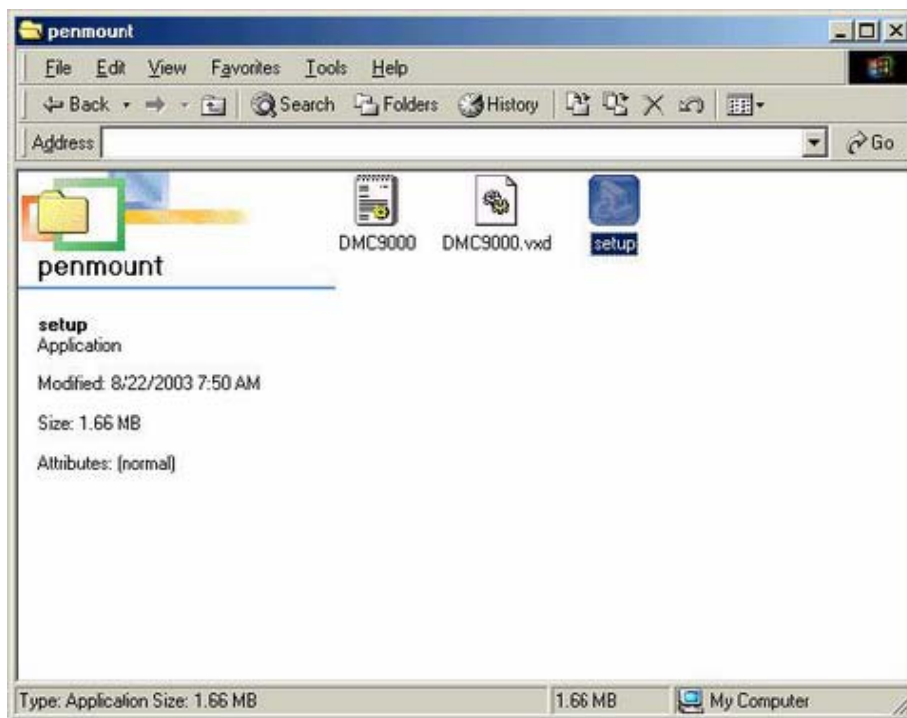 penmount
File Edit View Favorites Tools Help
Back Search Folders History
Address Go
DMC9000 DMC9000.vxd setup
penmount
setup
Application
Modified: 8/22/2003 7:50 AM
Size: 1.66 MB
Attributes: (normal)
Type: Application Size: 1.66 MB 1.66 MB My Computer